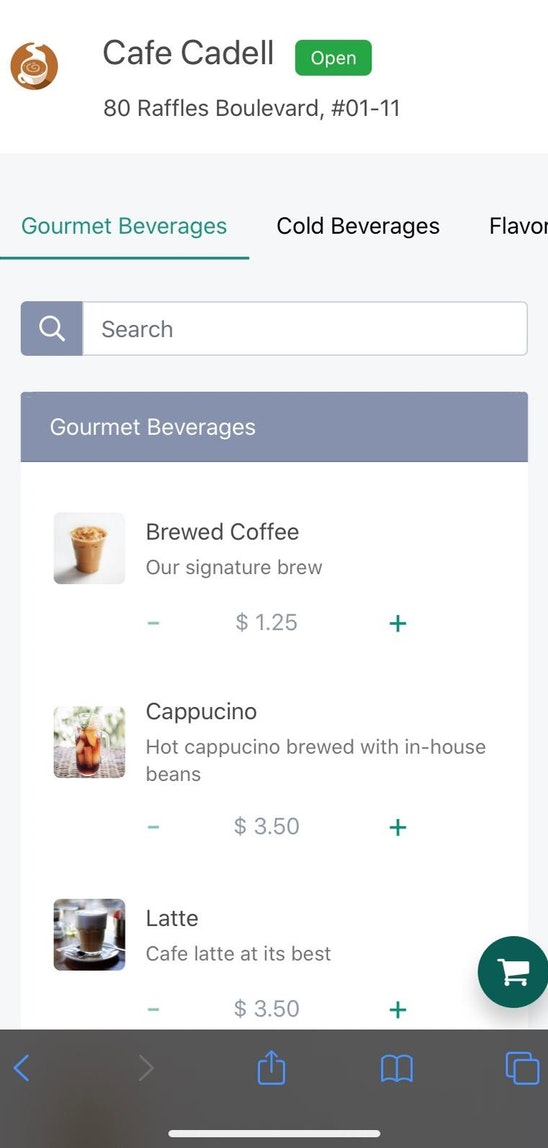 Cafe Cadell Open
80 Raffles Boulevard, #01-11
Gourmet Beverages Cold Beverages Flavor
Search
Gourmet Beverages
Brewed Coffee
Our signature brew
- $ 1.25 +
Cappucino
Hot cappucino brewed with in-house
beans
- $ 3.50 +
Latte
Cafe latte at its best
- $ 3.50 +